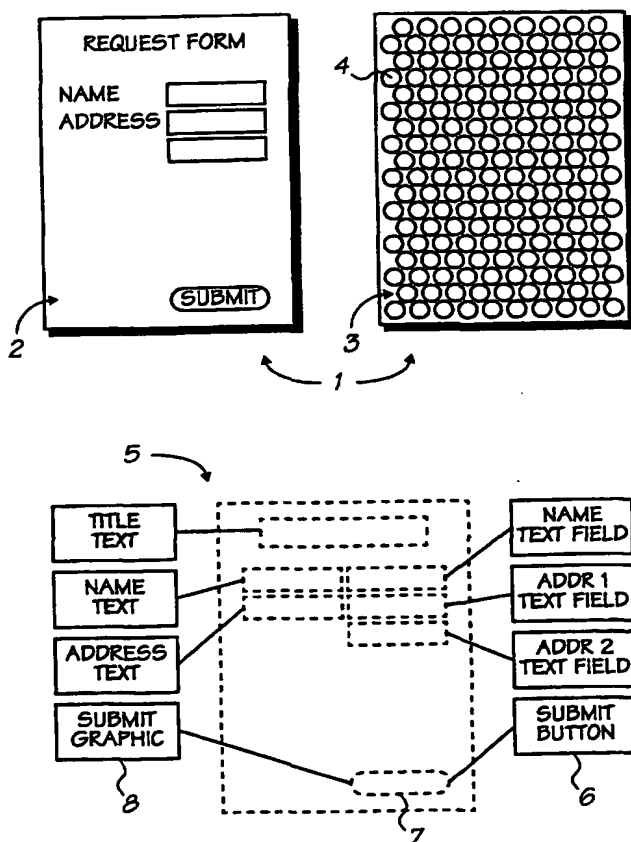 REQUEST FORM
NAME
ADDRESS
SUBMIT
2
4
3
1
5
TITLE
TEXT
NAME
TEXT
ADDRESS
TEXT
SUBMIT
GRAPHIC
8
NAME
TEXT FIELD
ADDR 1
TEXT FIELD
ADDR 2
TEXT FIELD
SUBMIT
BUTTON
6
7